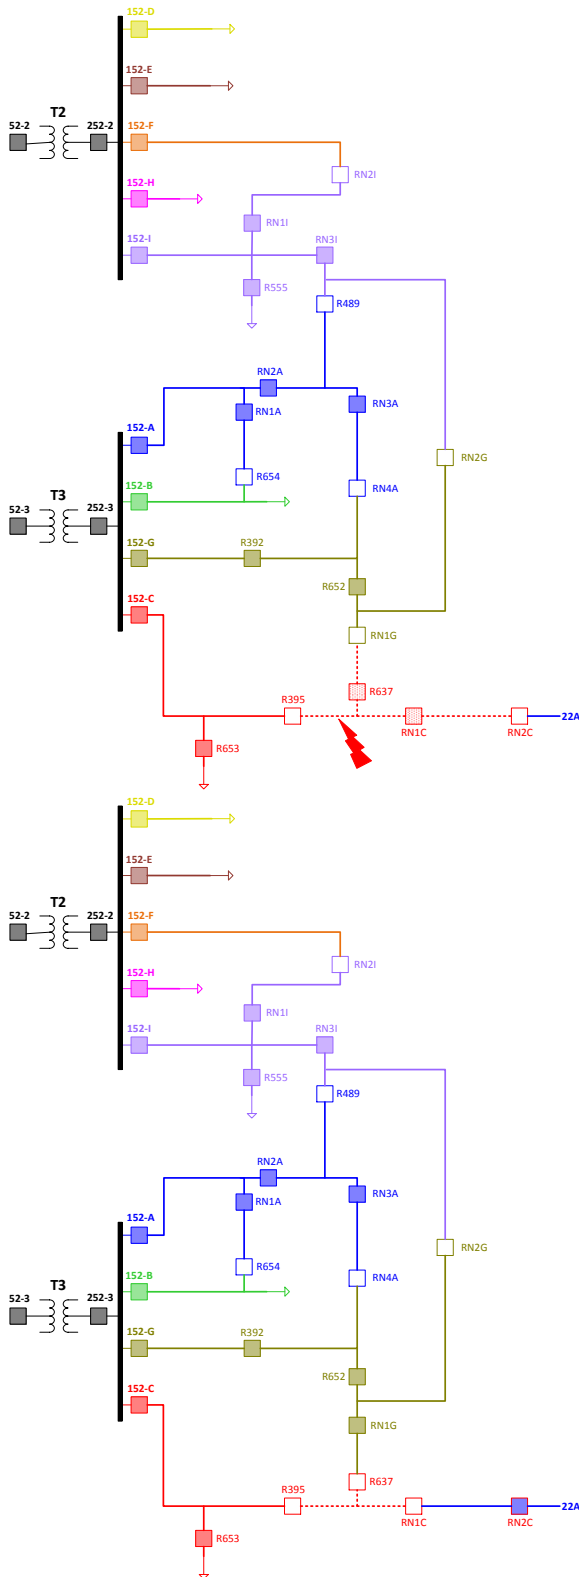 152-D
152-E
T2
52-2
252-2
152-F
RN2I
152-H
RN1I
152-I
RN3I
R555
R489
RN2A
RN3A
RN1A
152-A
RN2G
R654
T3
152-B
RN4A
52-3
252-3
152-G
R392
R652
152-C
RN1G
R637
R395
22A
RN1C
RN2C
R653
152-D
152-E
T2
52-2
252-2
152-F
RN2I
152-H
RN1I
152-I
RN3I
R555
R489
RN2A
RN3A
RN1A
152-A
RN2G
R654
T3
152-B
RN4A
52-3
252-3
152-G
R392
R652
152-C
RN1G
R637
R395
22A
RN1C
RN2C
R653